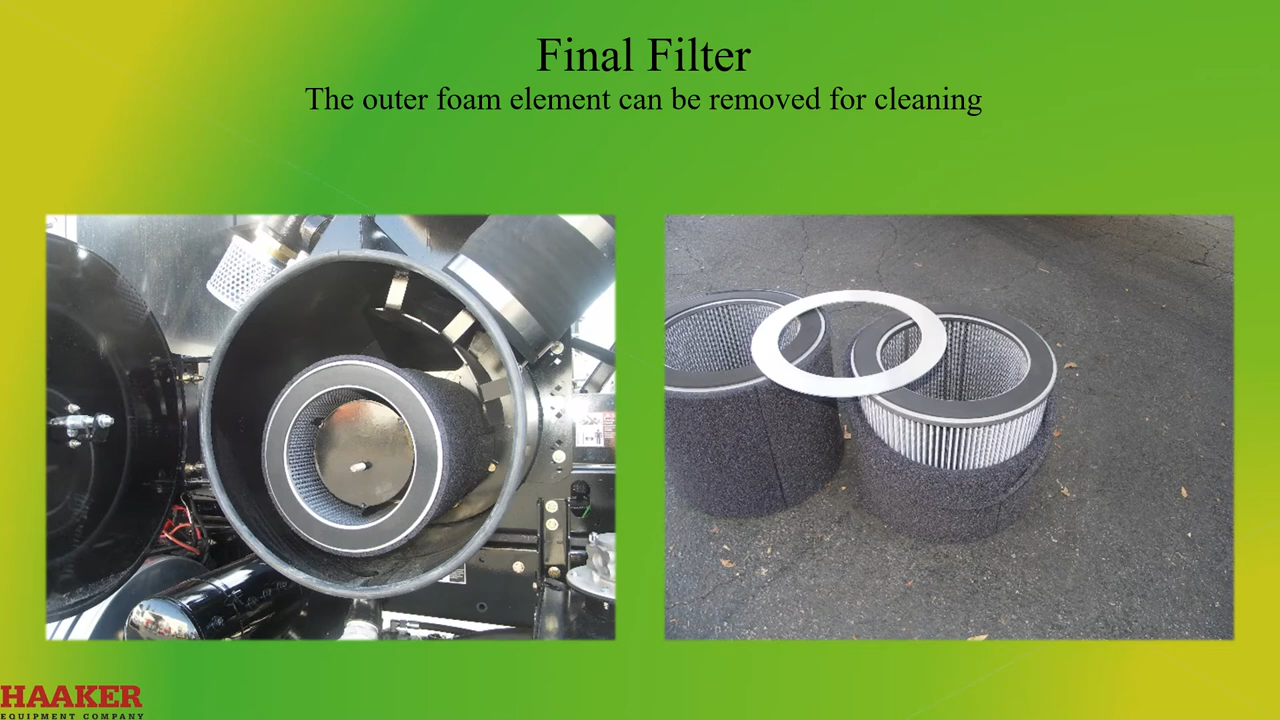 Final Filter
The outer foam element can be removed for cleaning
HAAKER
EQUIPMENT COMPANY